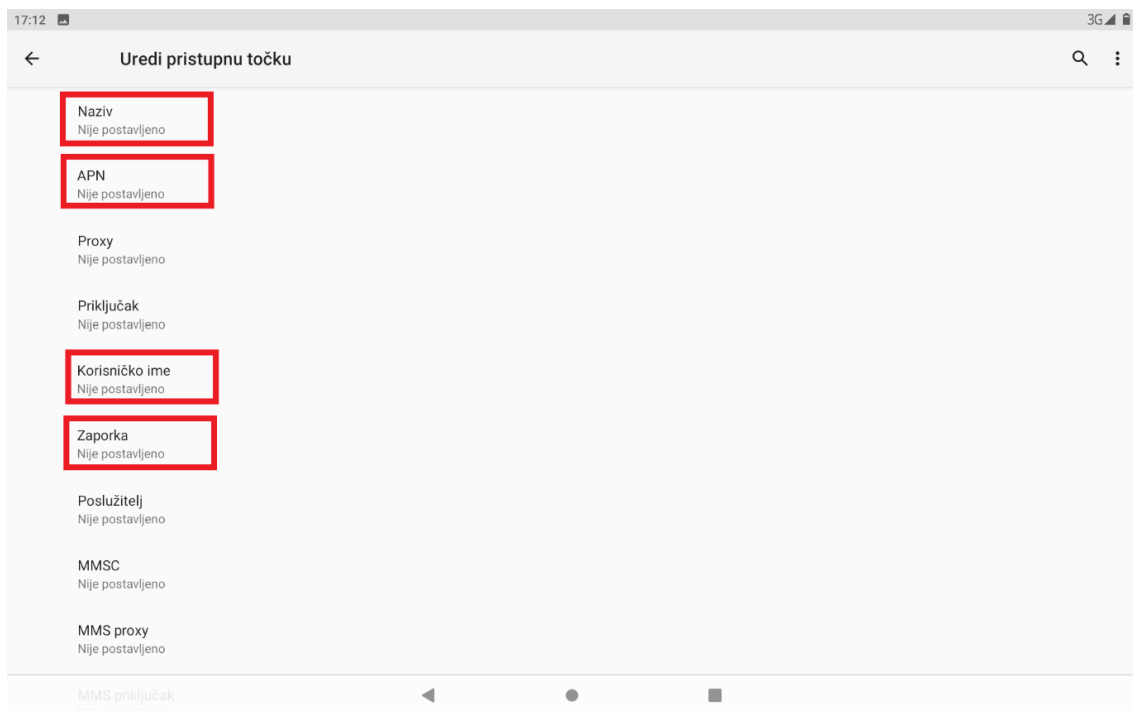 17:12
3G
Uredi pristupnu točku
Naziv
Nije postavljeno
APN
Nije postavljeno
Proxy
Nije postavljeno
Priključak
Nije postavljeno
Korisničko ime
Nije postavljeno
Zaporka
Nije postavljeno
Poslužitelj
Nije postavljeno
MMSC
Nije postavljeno
MMS proxy
Nije postavljeno
MMS priključak